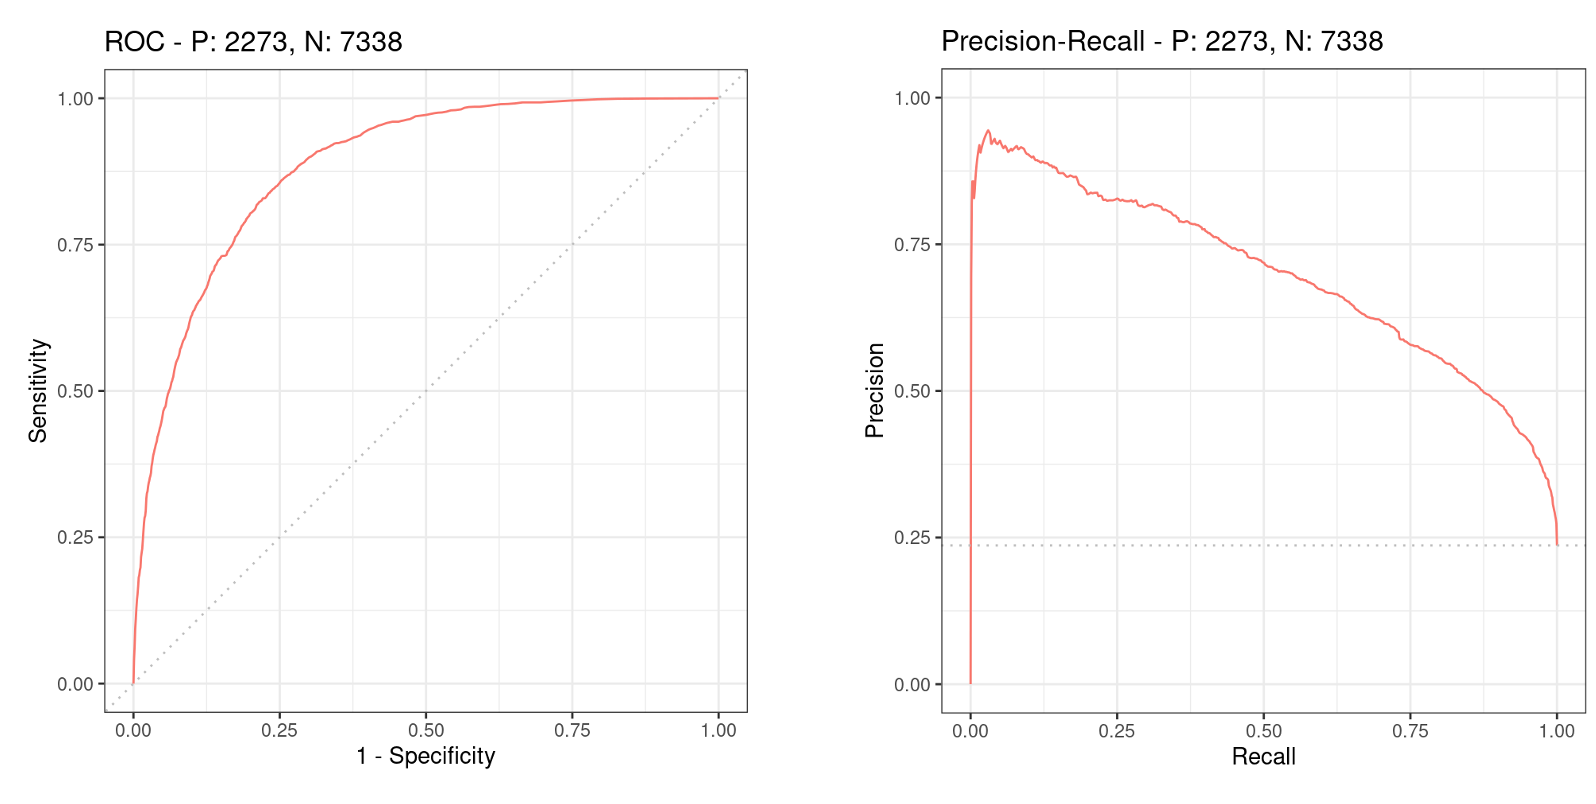 ROC - P: 2273, N: 7338
1.00
0.75
0.50
0.25
0.00
Sensitivity
0.00 0.25 0.50 0.75 1.00
1 - Specificity
Precision-Recall - P: 2273, N: 7338
1.00
0.75
0.50
0.25
0.00
Precision
0.00 0.25 0.50 0.75 1.00
Recall